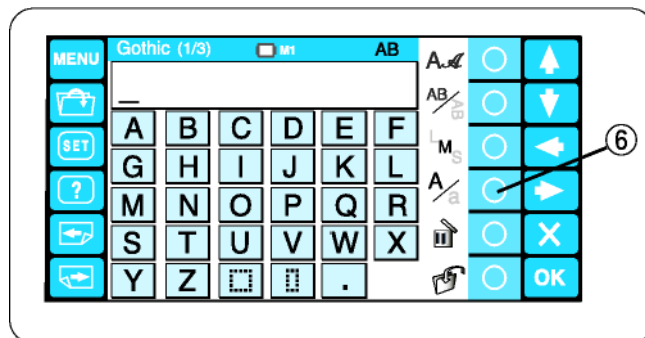 MENU Gothic (1/3) M1 AB A A
AB/AB
SET A B C D E F L M S
? G H I J K L A/a
M N O P Q R
S T U V W X
Y Z . OK
⑥